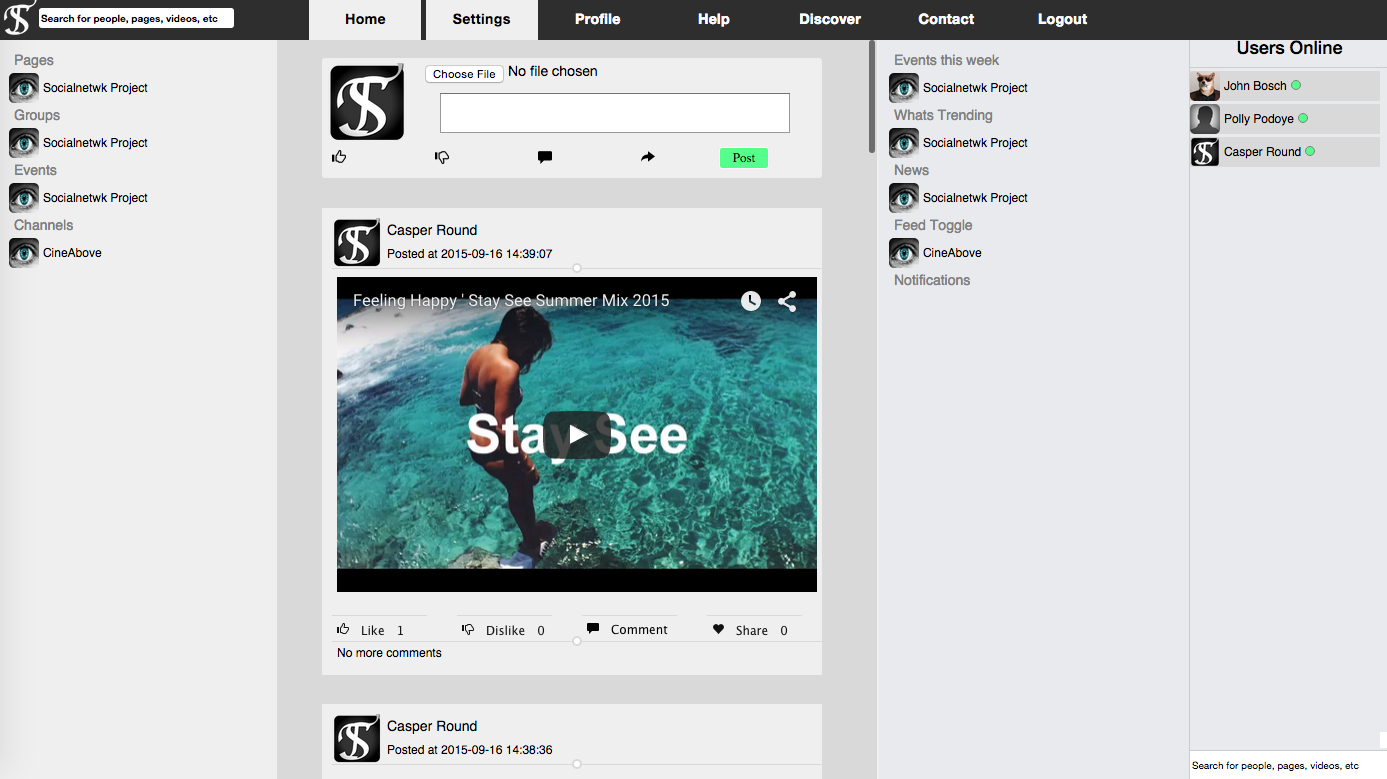 Search for people, pages, videos, etc
Home Settings Profile Help Discover Contact Logout
Pages
Socialnetwk Project
Groups
Socialnetwk Project
Events
Socialnetwk Project
Channels
CineAbove
Choose File No file chosen
Post
Casper Round
Posted at 2015-09-16 14:39:07
Feeling Happy ' Stay See Summer Mix 2015
Stay See
Like 1 Dislike 0 Comment Share 0
No more comments
Casper Round
Posted at 2015-09-16 14:38:36
Events this week
Socialnetwk Project
Whats Trending
Socialnetwk Project
News
Socialnetwk Project
Feed Toggle
CineAbove
Notifications
Users Online
John Bosch
Polly Podoye
Casper Round
Search for people, pages, videos, etc